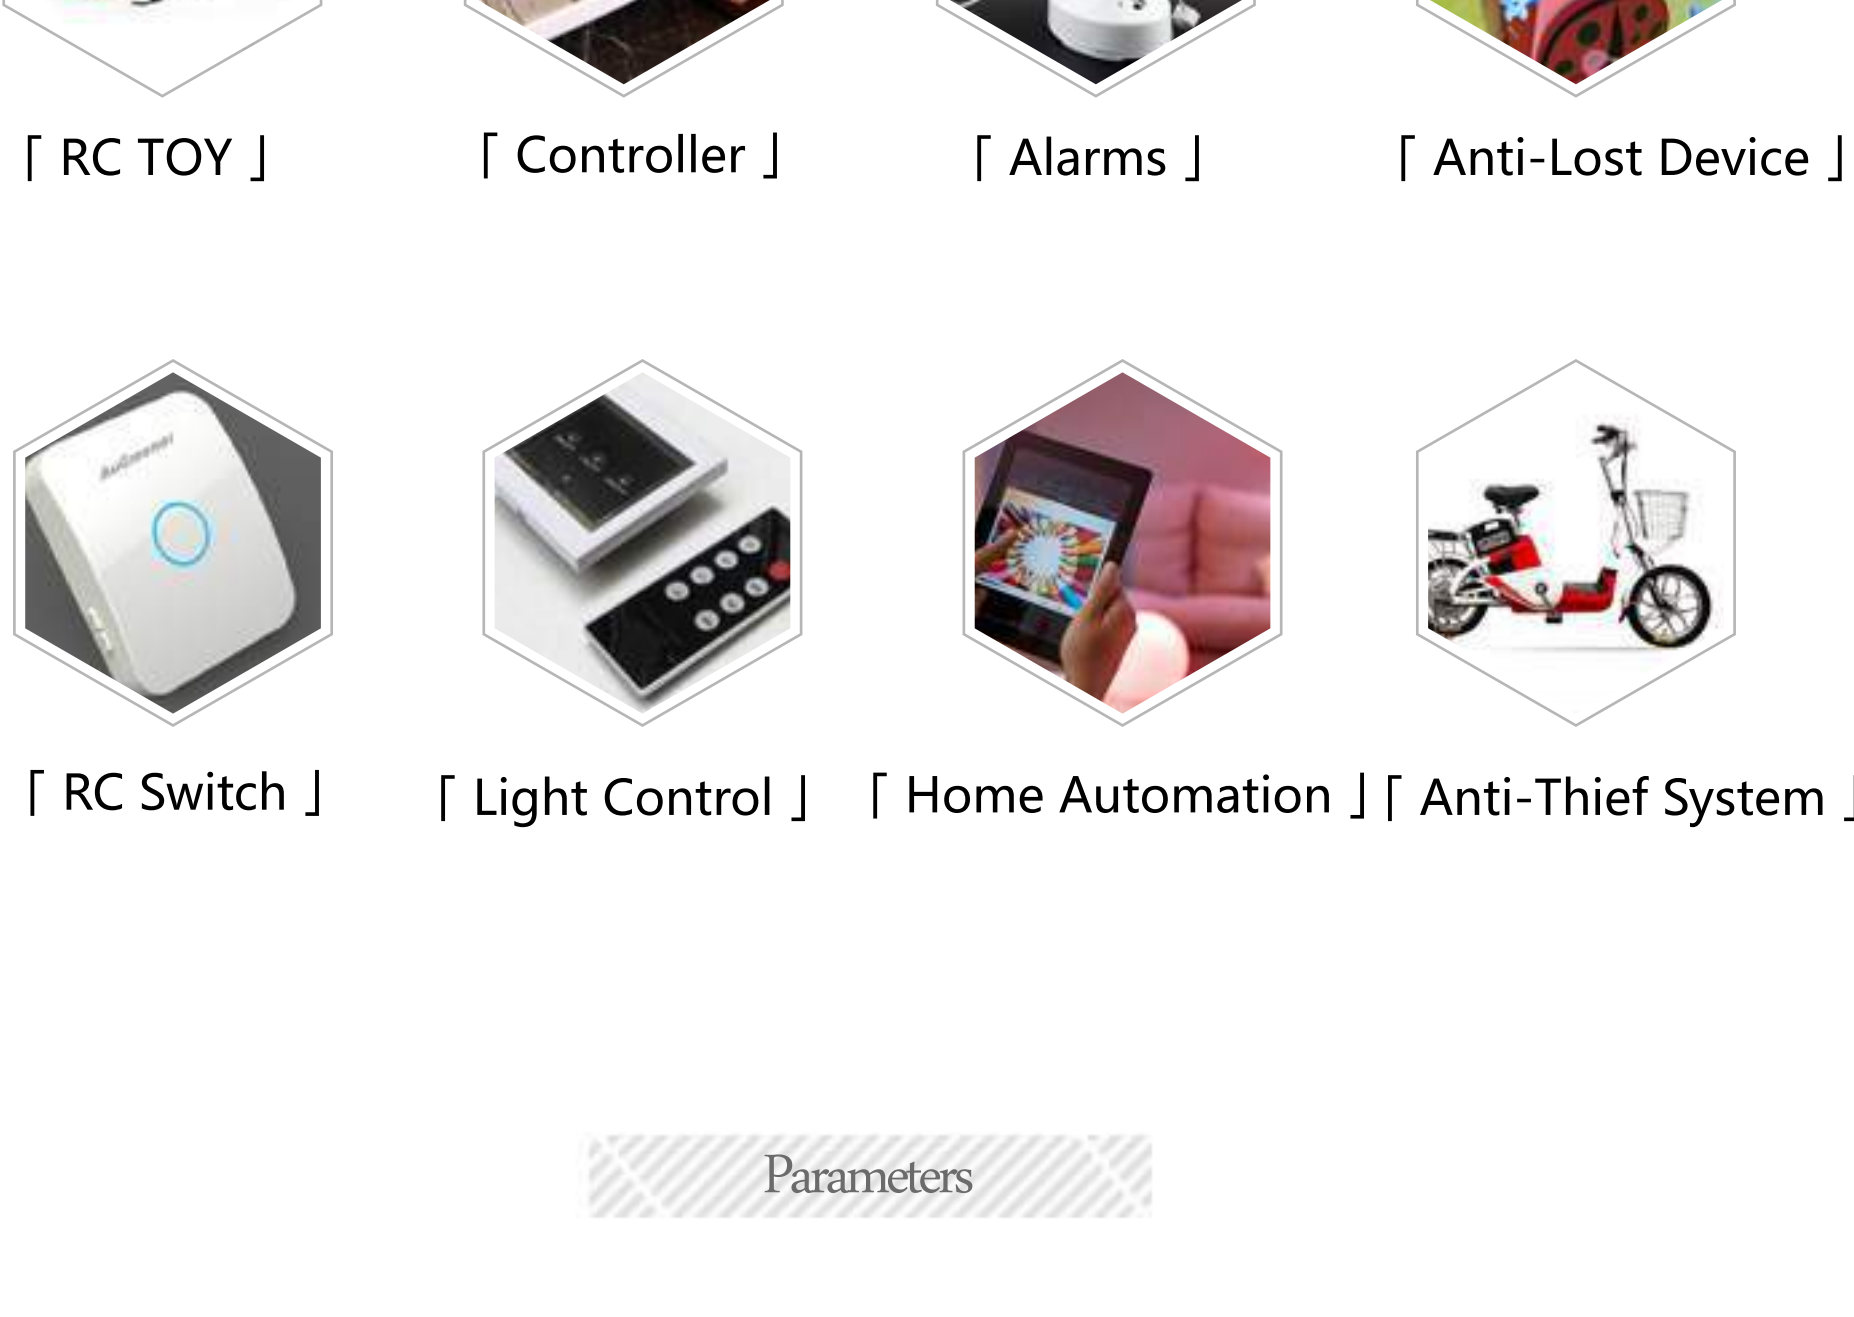 「 RC TOY 」 「 Controller 」 「 Alarms 」 「 Anti-Lost Device 」
「 RC Switch 」 「 Light Control 」 「 Home Automation 」 「 Anti-Thief System 」
Parameters